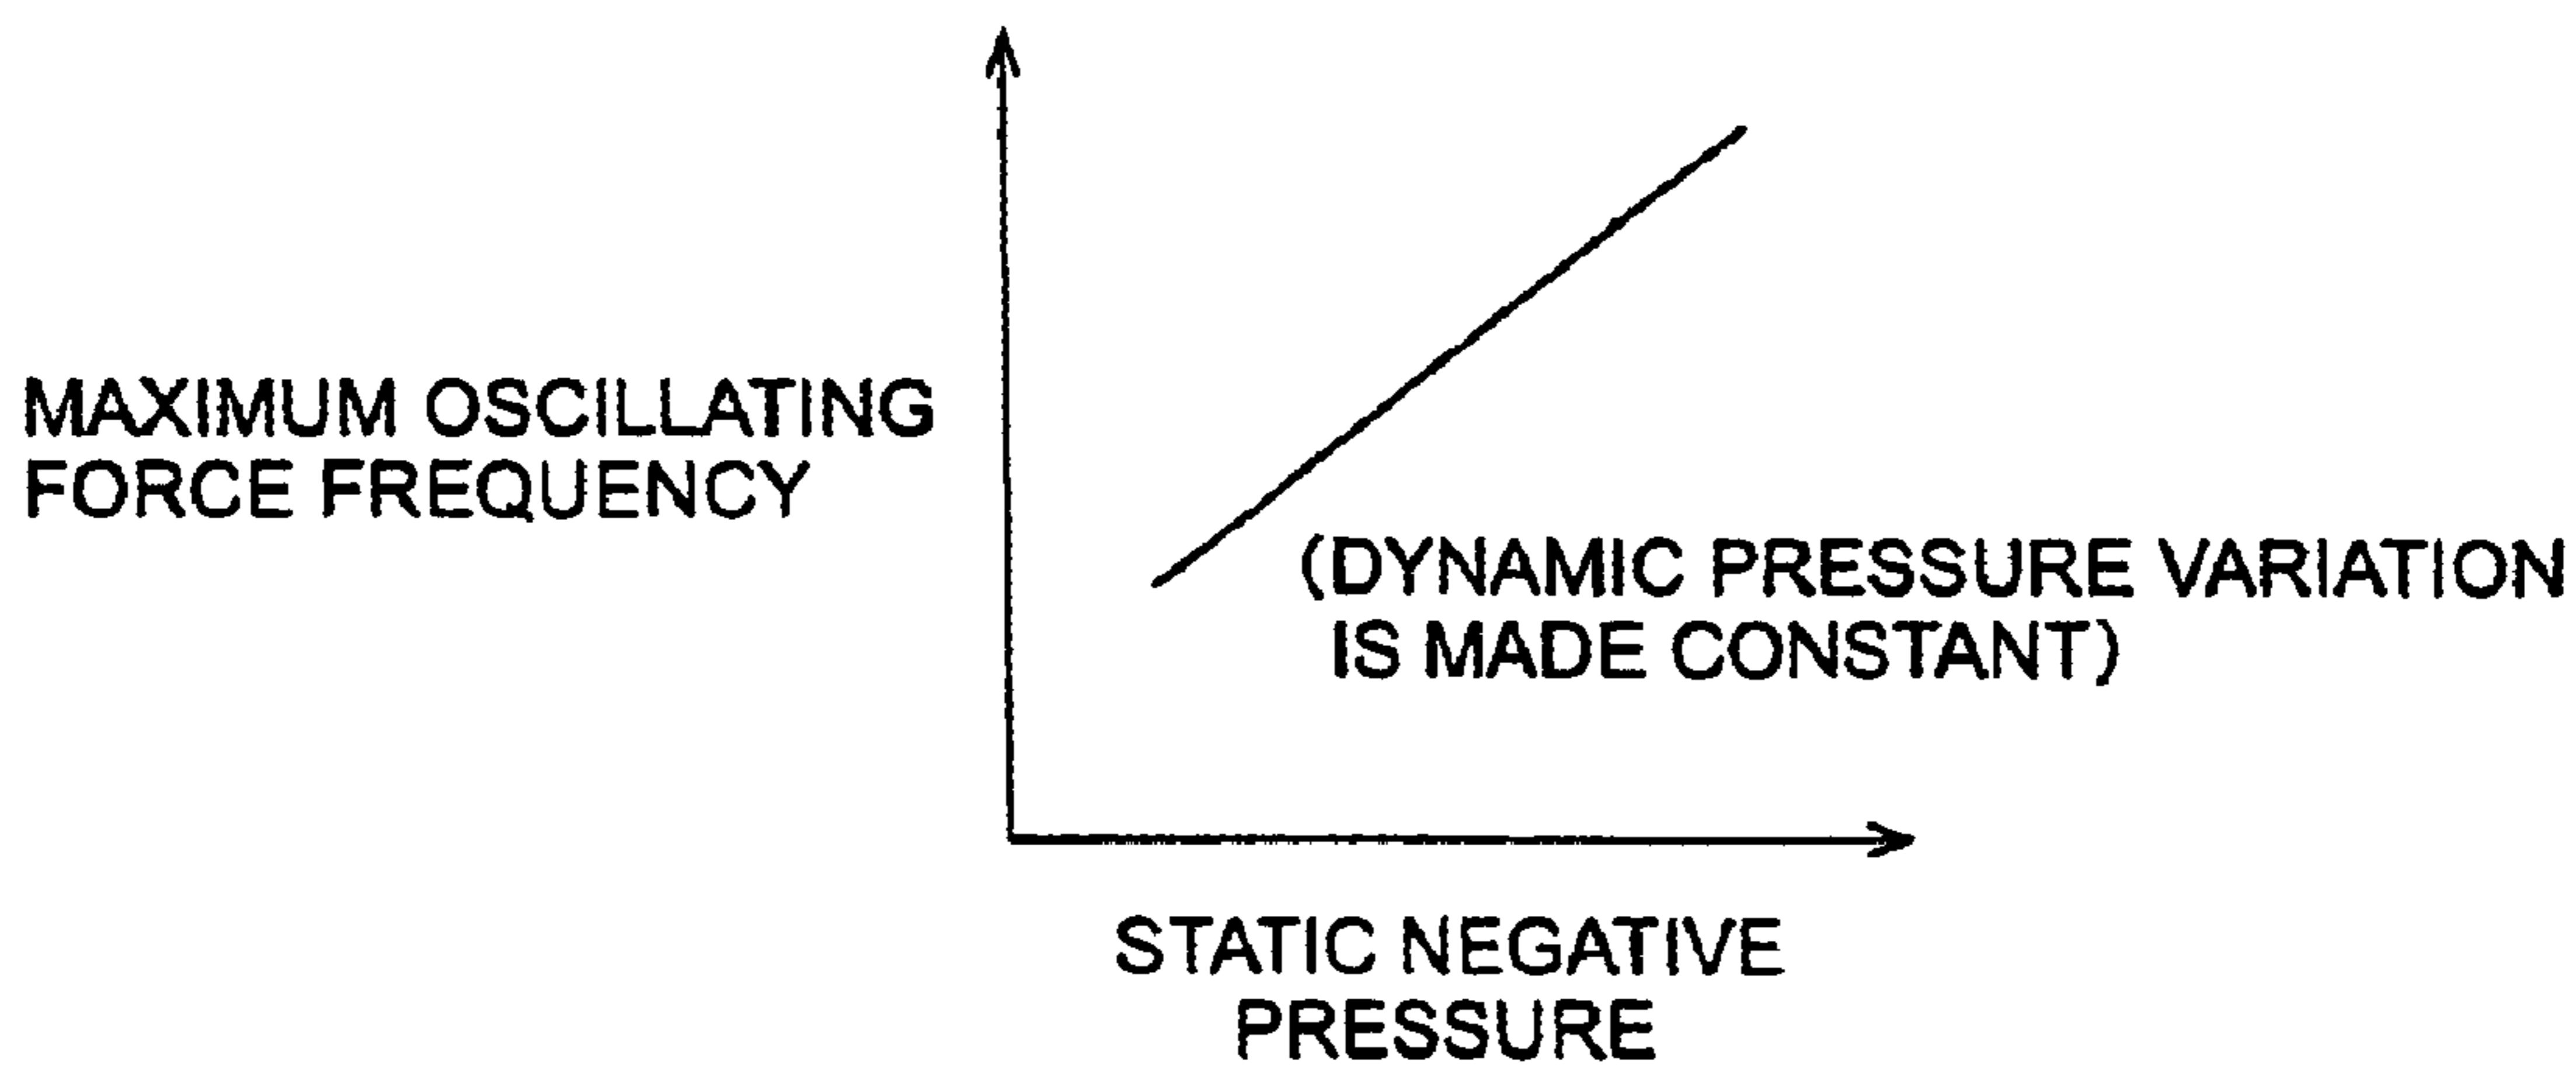 MAXIMUM OSCILLATING
FORCE FREQUENCY
(DYNAMIC PRESSURE VARIATION
IS MADE CONSTANT)
STATIC NEGATIVE
PRESSURE